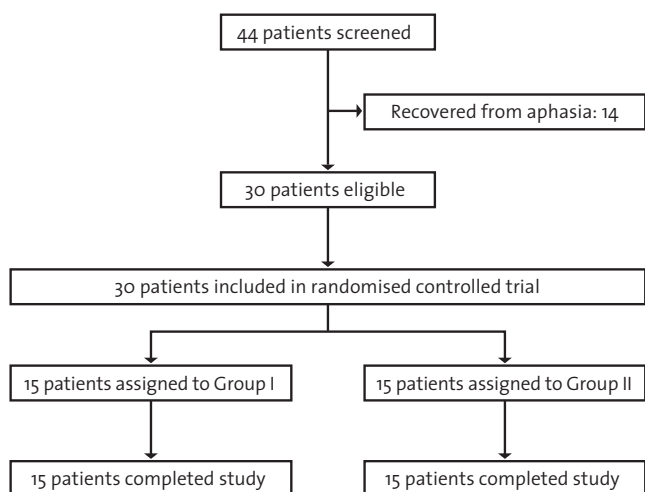 44 patients screened
Recovered from aphasia: 14
30 patients eligible
30 patients included in randomised controlled trial
15 patients assigned to Group I
15 patients assigned to Group II
15 patients completed study
15 patients completed study